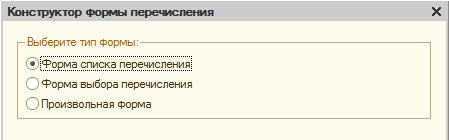 Конструктор формы перечисления
Выберите тип формы:
Форма списка перечисления
Форма выбора перечисления
Произвольная форма